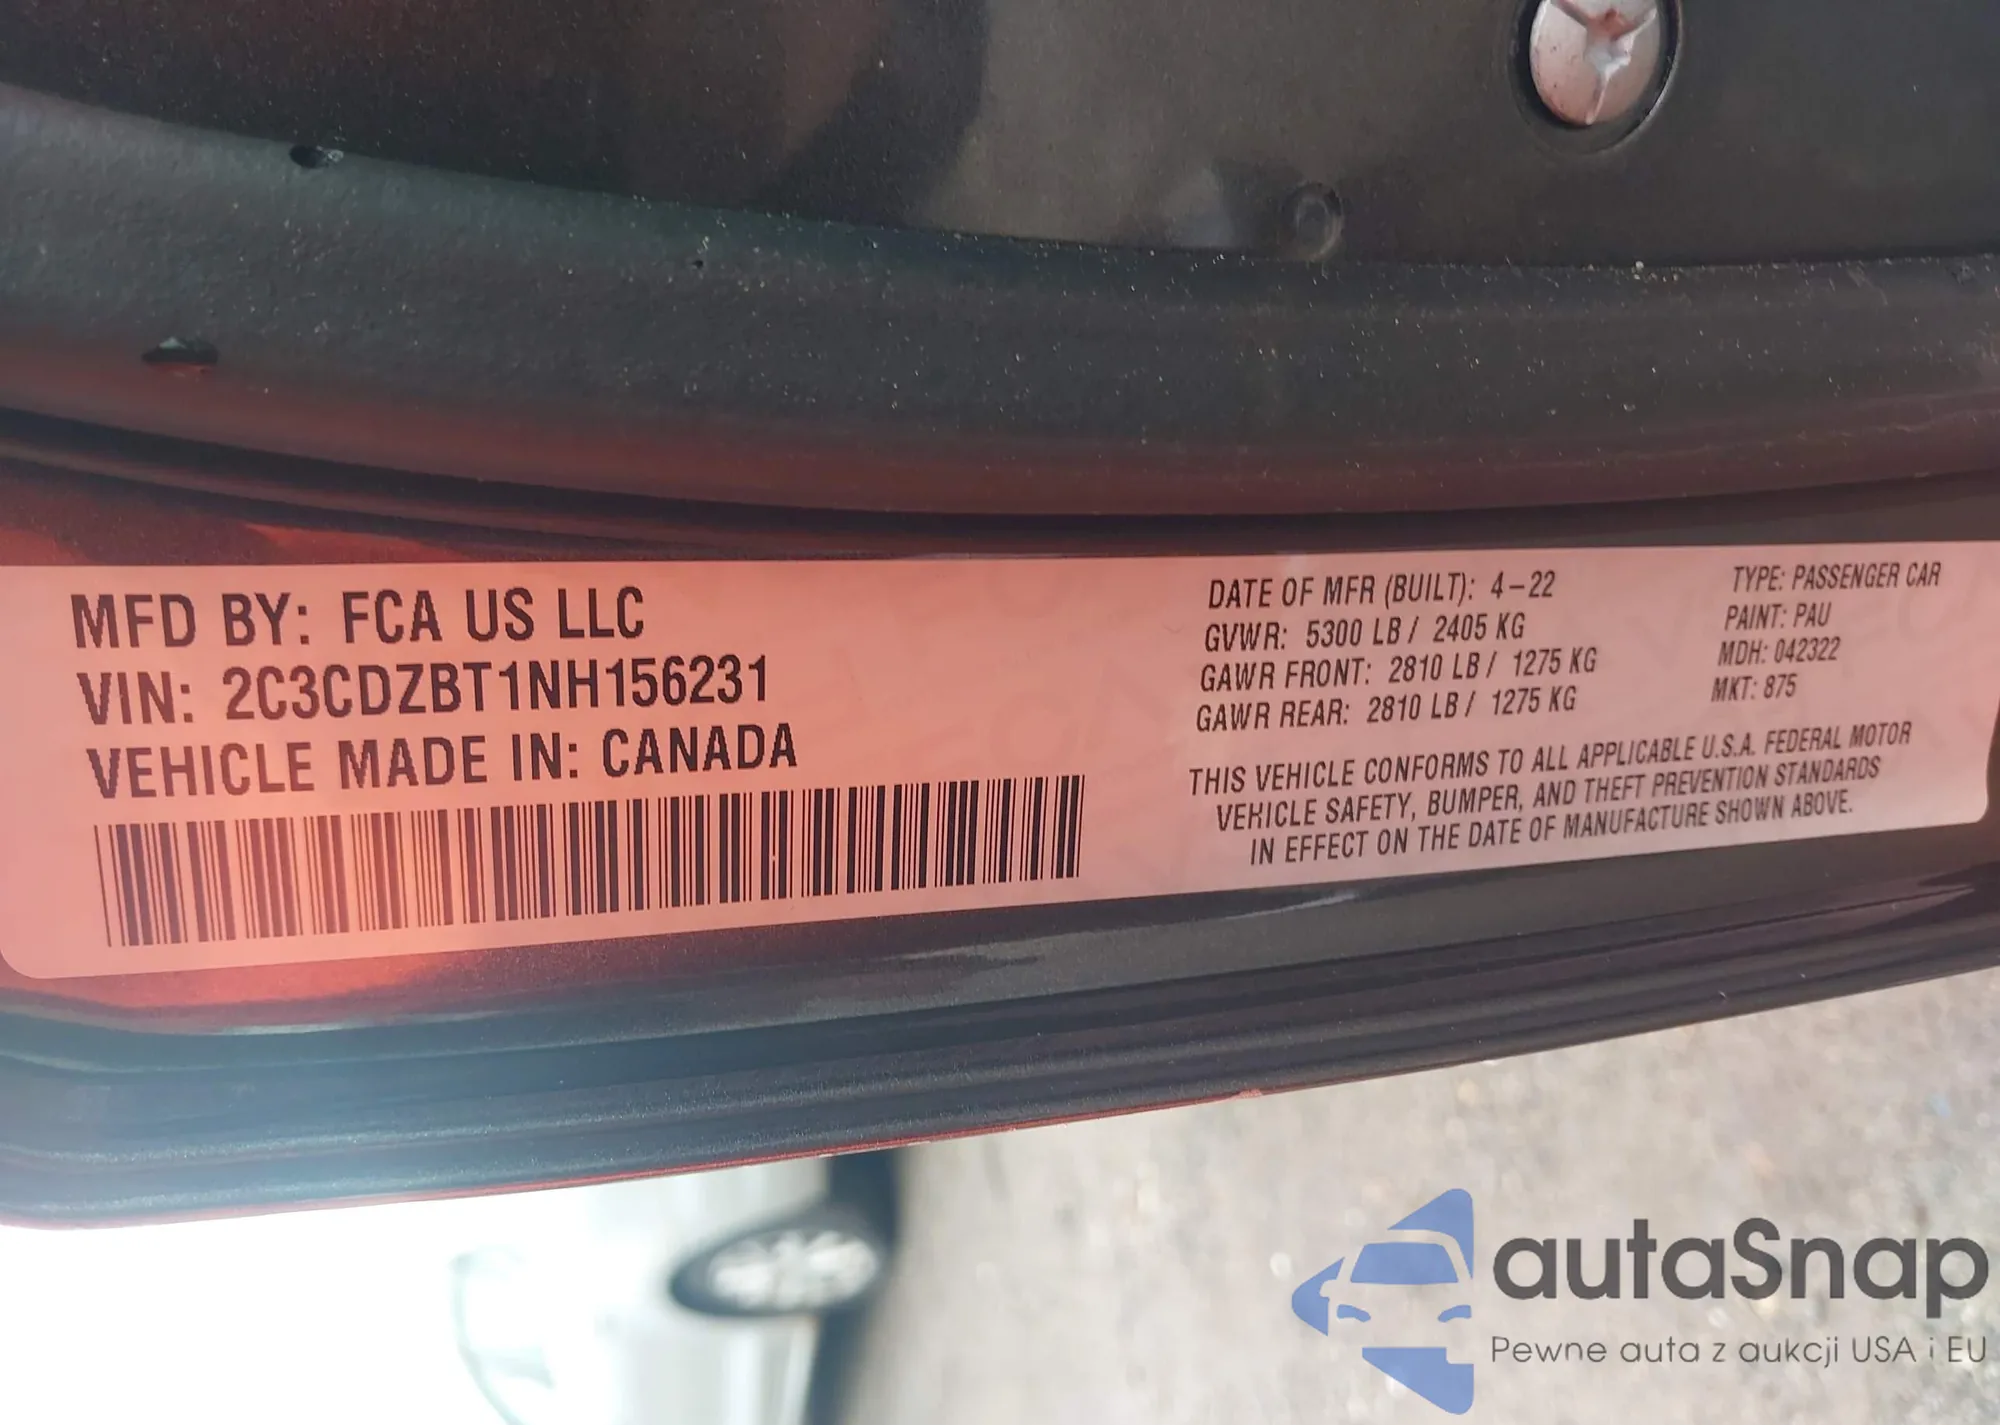 MFD BY: FCA US LLC
VIN: 2C3CDZBT1NH156231
VEHICLE MADE IN: CANADA
DATE OF MFR (BUILT): 4-22
GVWR: 5300 LB / 2405 KG
GAWR FRONT: 2810 LB / 1275 KG
GAWR REAR: 2810 LB / 1275 KG
TYPE: PASSENGER CAR
PAINT: PAU
MDH: 042322
MKT: 875
THIS VEHICLE CONFORMS TO ALL APPLICABLE U.S.A. FEDERAL MOTOR
VEHICLE SAFETY, BUMPER, AND THEFT PREVENTION STANDARDS
IN EFFECT ON THE DATE OF MANUFACTURE SHOWN ABOVE.
autaSnap
Pewne auta z aukcji USA i EU